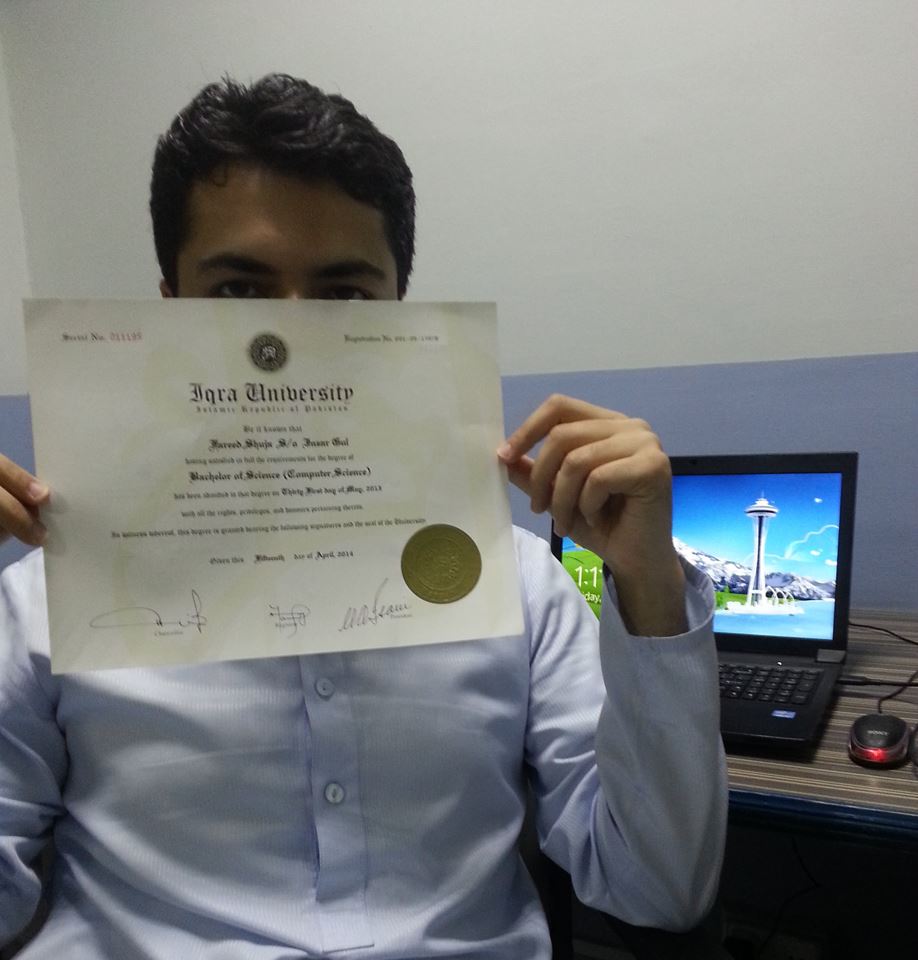 Serial No. 011195
Registration No.
Iqra University
Islamic Republic of Pakistan
Be it known that
Fareed Shuja S/o Insar Gul
having satisfied in full the requirements for the degree of
Bachelor of Science (Computer Science)
has been admitted to that degree on Thirty First day of May, 2013
with all the rights, privileges, and honours pertaining thereto.
In witness whereof, this degree is granted bearing the following signatures and the seal of the University
Given this Fifteenth day of April, 2014
Chancellor
Registrar
President
1:1
day,
SONY